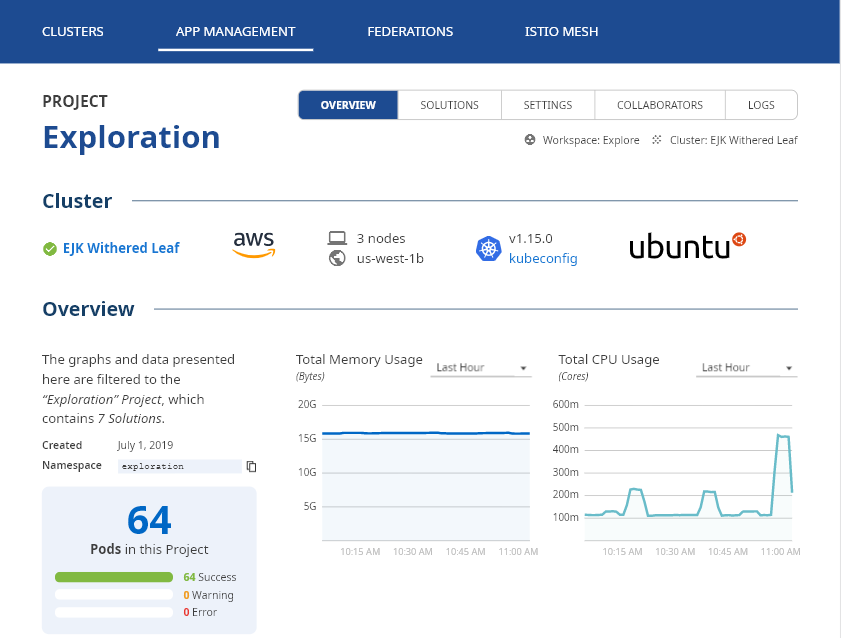 CLUSTERS APP MANAGEMENT FEDERATIONS ISTIO MESH
PROJECT
Exploration
OVERVIEW SOLUTIONS SETTINGS COLLABORATORS LOGS
Workspace: Explore Cluster: EJK Withered Leaf
Cluster
EJK Withered Leaf
aws
3 nodes
us-west-1b
v1.15.0
kubeconfig
ubuntu
Overview
The graphs and data presented
here are filtered to the
“Exploration” Project, which
contains 7 Solutions.
Created July 1, 2019
Namespace exploration
64
Pods in this Project
64 Success
0 Warning
0 Error
Total Memory Usage
(Bytes)
Last Hour
20G
15G
10G
5G
10:15 AM 10:30 AM 10:45 AM 11:00 AM
Total CPU Usage
(Cores)
Last Hour
600m
500m
400m
300m
200m
100m
10:15 AM 10:30 AM 10:45 AM 11:00 AM